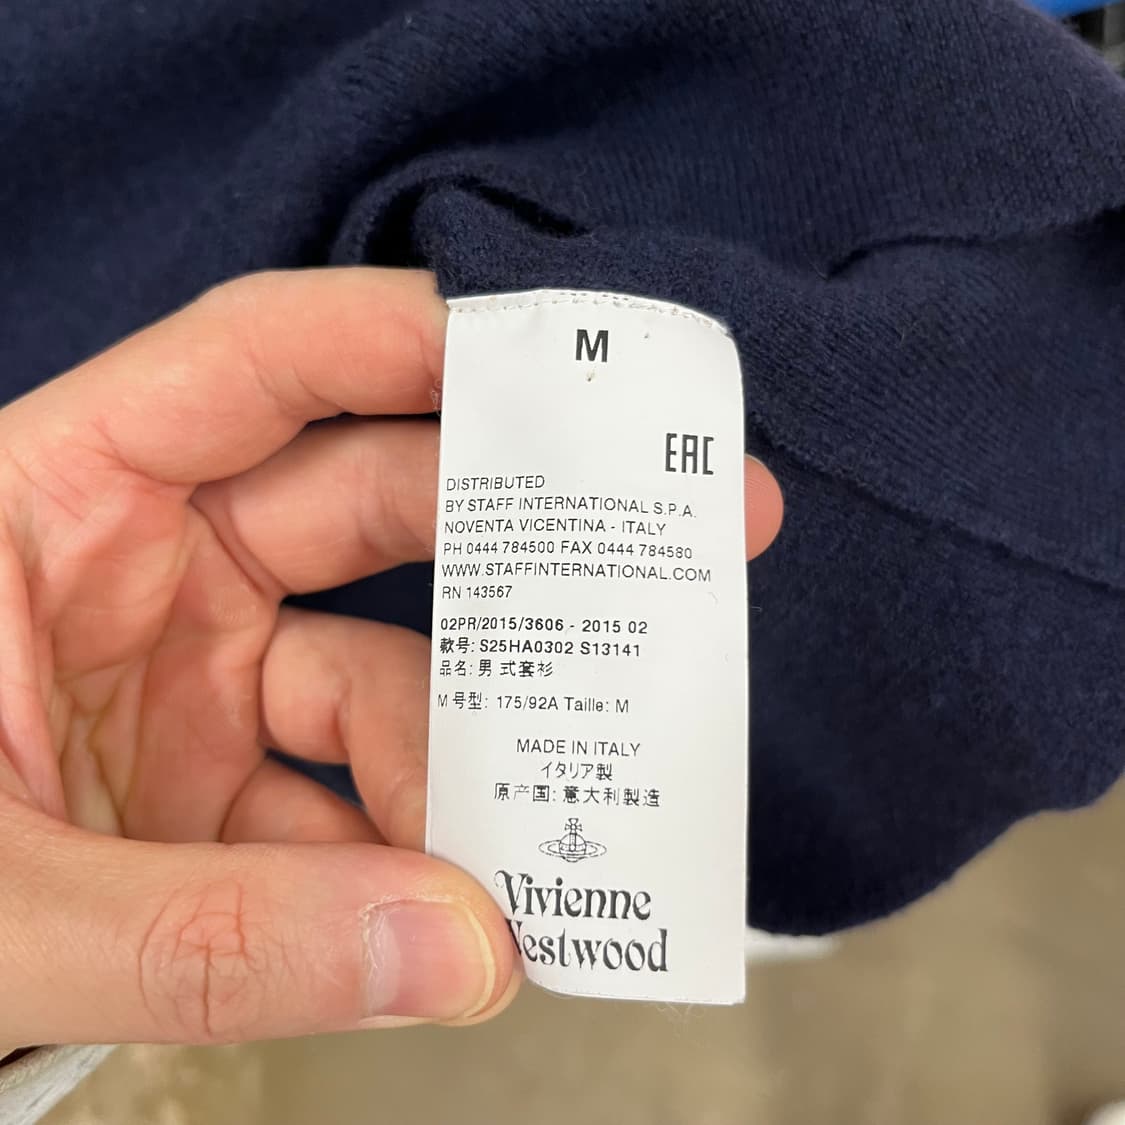 M
EAC
DISTRIBUTED
BY STAFF INTERNATIONAL S.P.A.
NOVENTA VICENTINA - ITALY
PH 0444 784500 FAX 0444 784580
WWW.STAFFINTERNATIONAL.COM
RN 143567
02PR/2015/3606 - 2015 02
款号: S25HA0302 S13141
品名: 男 式套衫
M 号型: 175/92A Taille: M
MADE IN ITALY
イタリア製
原产国: 意大利製造
Vivienne
Westwood